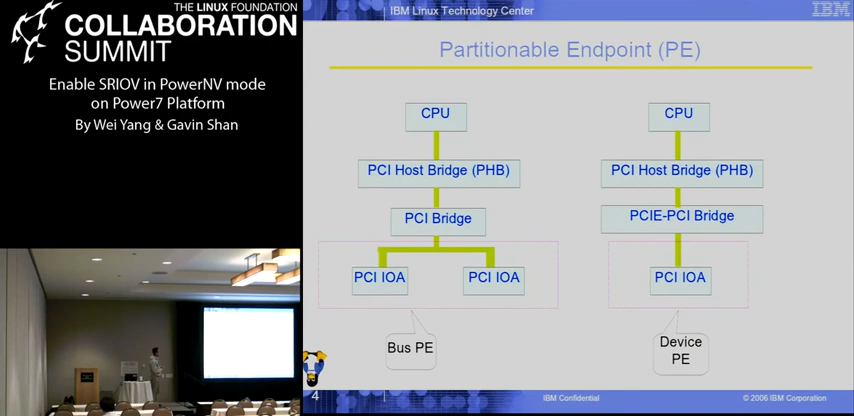 THE LINUX FOUNDATION
COLLABORATION
SUMMIT
Enable SRIOV in PowerNV mode
on Power7 Platform
By Wei Yang & Gavin Shan
IBM Linux Technology Center
IBM
Partitionable Endpoint (PE)
CPU
CPU
PCI Host Bridge (PHB)
PCI Host Bridge (PHB)
PCI Bridge
PCIE-PCI Bridge
PCI IOA
PCI IOA
PCI IOA
Bus PE
Device
PE
4
IBM Confidential
© 2006 IBM Corporation